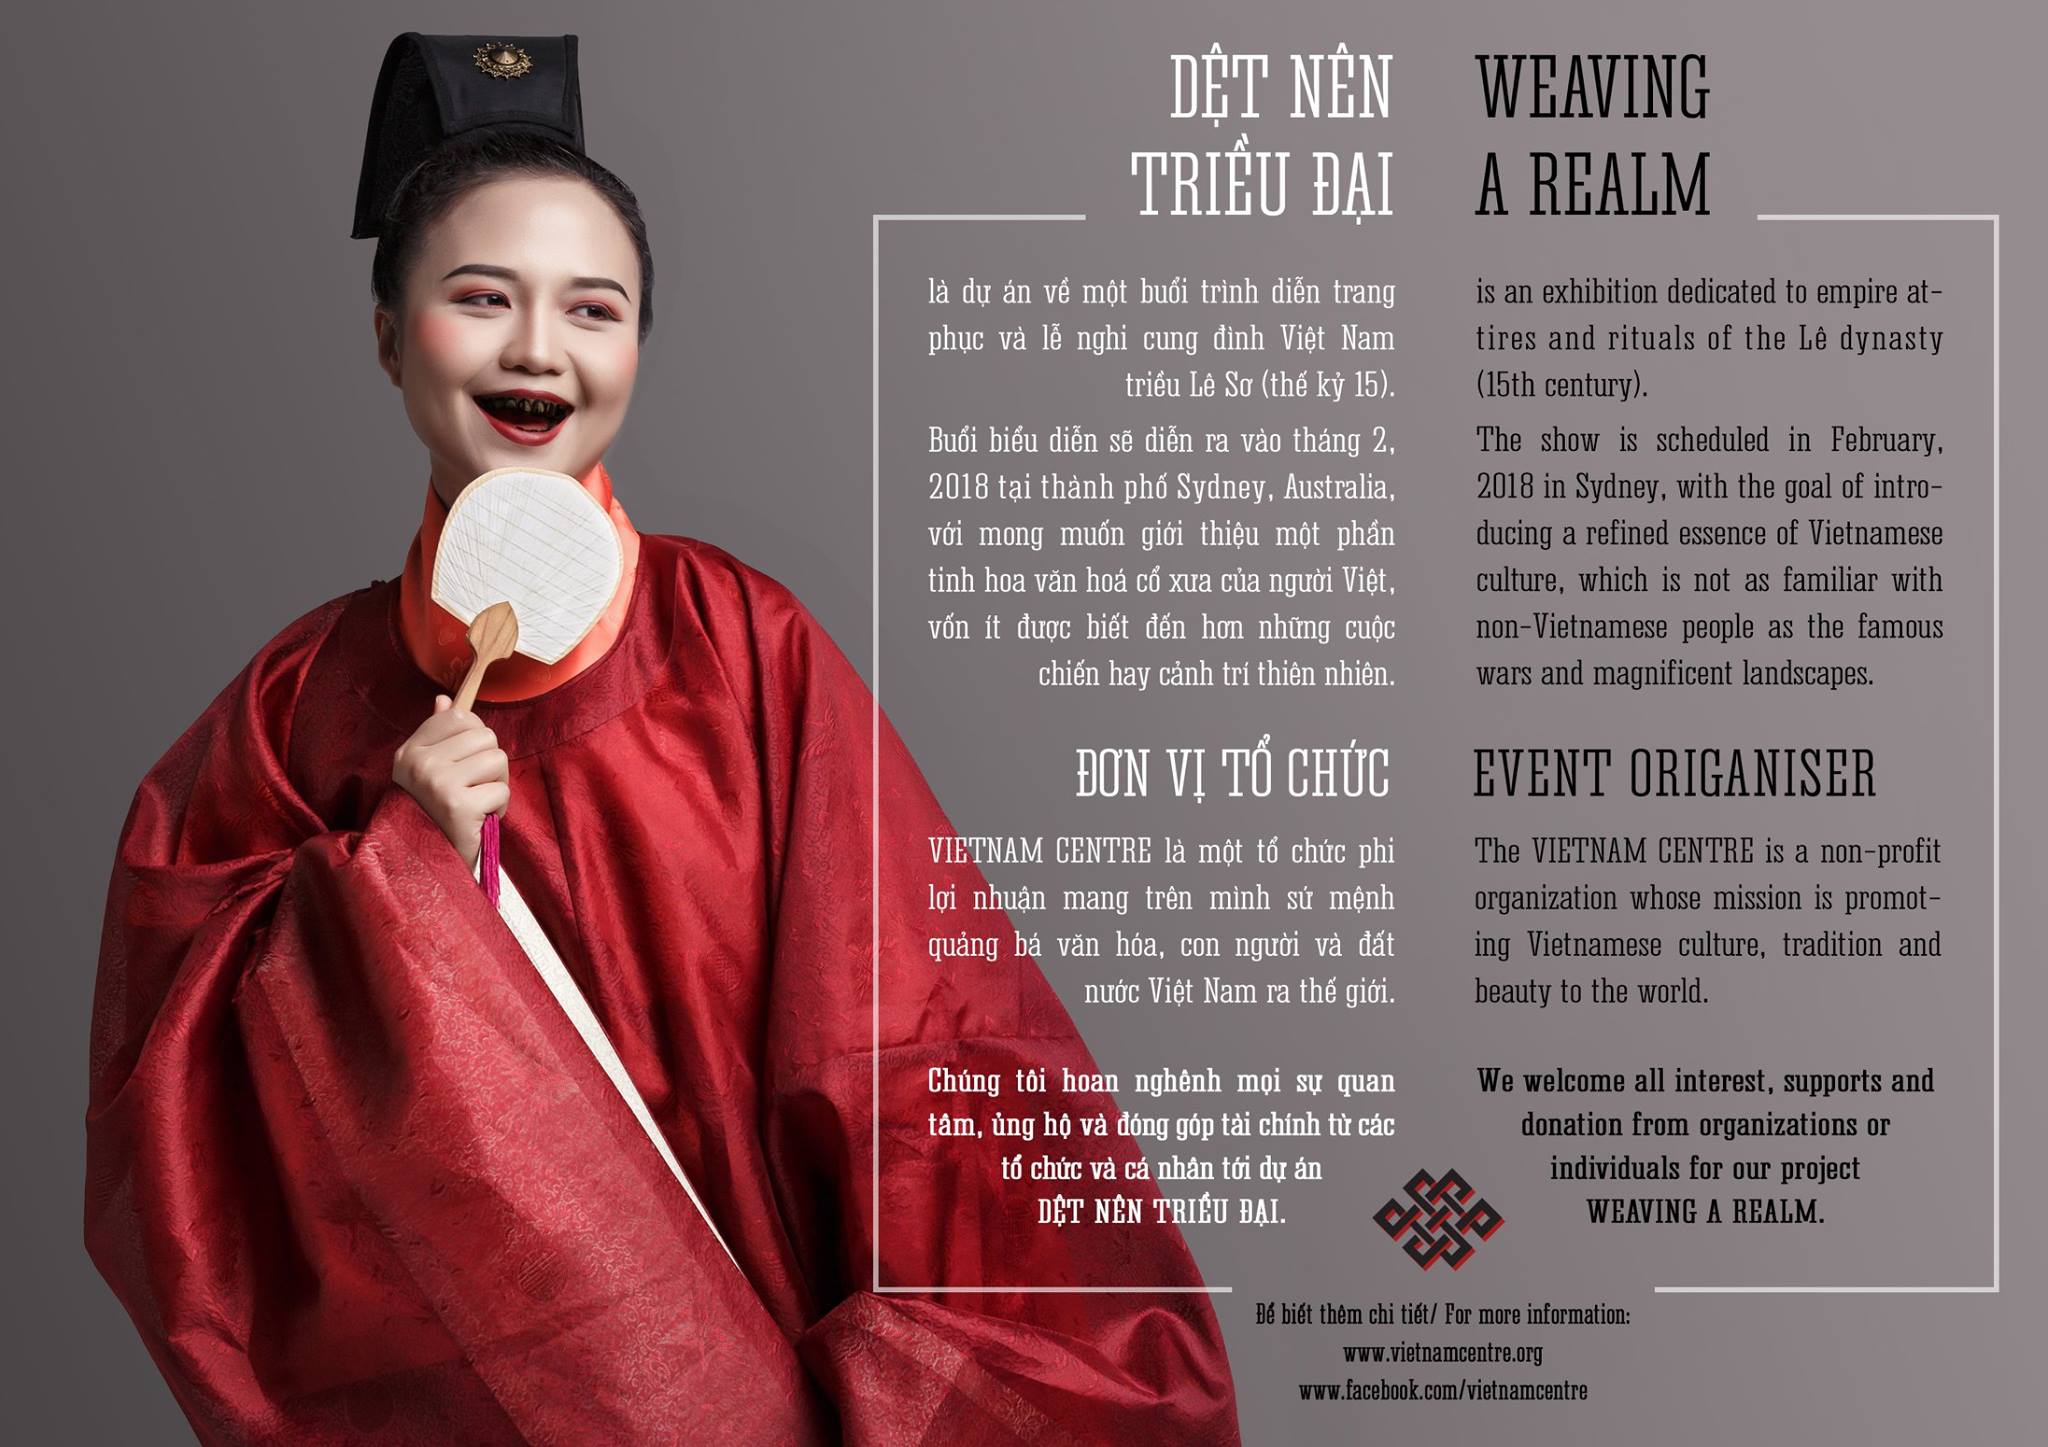 DỆT NÊN
TRIỀU ĐẠI
là dự án về một buổi trình diễn trang
phục và lễ nghi cung đình Việt Nam
triều Lê Sơ (thế kỷ 15).
Buổi biểu diễn sẽ diễn ra vào tháng 2,
2018 tại thành phố Sydney, Australia,
với mong muốn giới thiệu một phần
tinh hoa văn hoá cổ xưa của người Việt,
vốn ít được biết đến hơn những cuộc
chiến hay cảnh trí thiên nhiên.
ĐƠN VỊ TỔ CHỨC
VIETNAM CENTRE là một tổ chức phi
lợi nhuận mang trên mình sứ mệnh
quảng bá văn hóa, con người và đất
nước Việt Nam ra thế giới.
Chúng tôi hoan nghênh mọi sự quan
tâm, ủng hộ và đóng góp tài chính từ các
tổ chức và cá nhân tới dự án
DỆT NÊN TRIỀU ĐẠI.
WEAVING
A REALM
is an exhibition dedicated to empire at-
tires and rituals of the Lê dynasty
(15th century).
The show is scheduled in February,
2018 in Sydney, with the goal of intro-
ducing a refined essence of Vietnamese
culture, which is not as familiar with
non-Vietnamese people as the famous
wars and magnificent landscapes.
EVENT ORIGANISER
The VIETNAM CENTRE is a non-profit
organization whose mission is promot-
ing Vietnamese culture, tradition and
beauty to the world.
We welcome all interest, supports and
donation from organizations or
individuals for our project
WEAVING A REALM.
Để biết thêm chi tiết/ For more information:
www.vietnamcentre.org
www.facebook.com/vietnamcentre